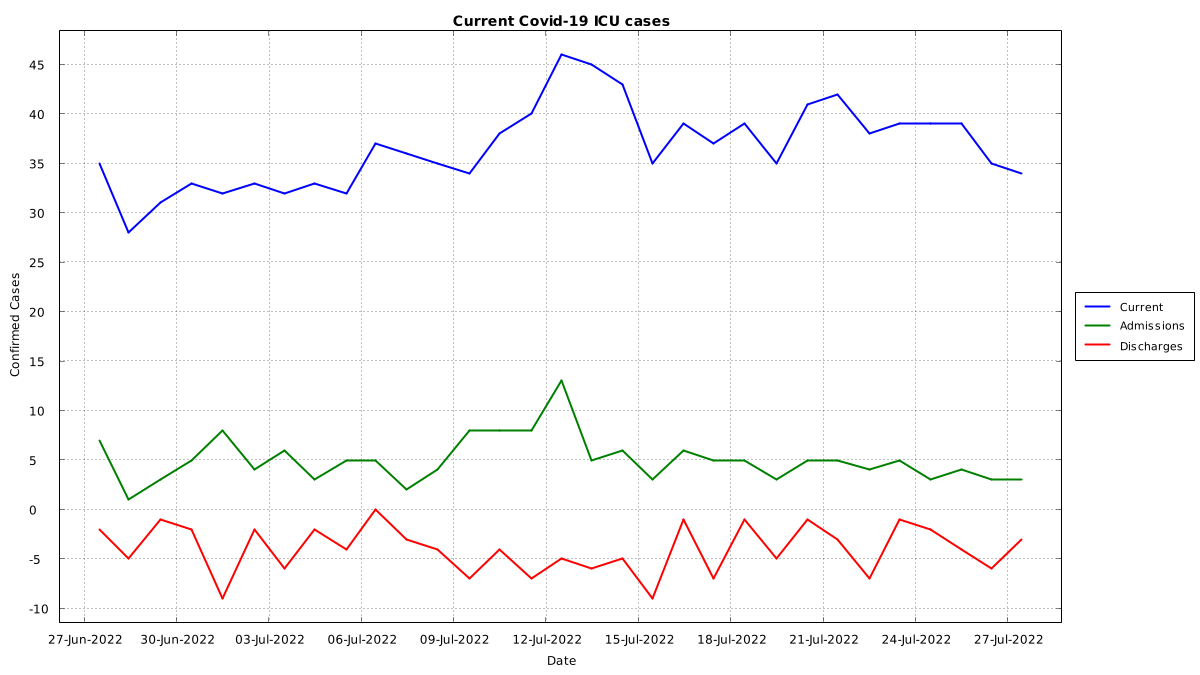 Current Covid-19 ICU cases
45
40
35
30
25
20
15
10
5
0
-5
-10
Confirmed Cases
27-Jun-2022 30-Jun-2022 03-Jul-2022 06-Jul-2022 09-Jul-2022 12-Jul-2022 15-Jul-2022 18-Jul-2022 21-Jul-2022 24-Jul-2022 27-Jul-2022
Date
Current
Admissions
Discharges